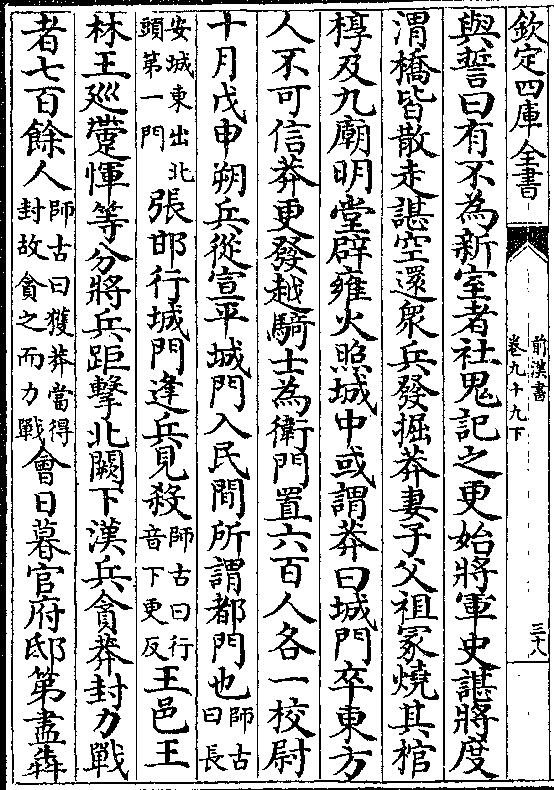 欽定四庫全書
前漢書
卷九十九下
三十八
與誓曰有不為新室者社鬼記之更始將軍史諶將度
渭橋皆散走諶空還衆兵發掘莽妻子父祖冢燒其棺
椁及九廟明堂辟雍火照城中或謂莽曰城門卒東方
人不可信莽更發越騎士為衛門置六百人各一校尉
十月戊申朔兵從宣平城門入民間所謂都門也師古曰長
安城東出北頭第一門張邯行城門逢兵見殺師古曰行音下更反王邑王
林王巡𧔥惲等分將兵距擊北闕下漢兵貪莽封力戰
者七百餘人師古曰獲莽當得封故貪之而力戰會日暮官府邸第盡犇